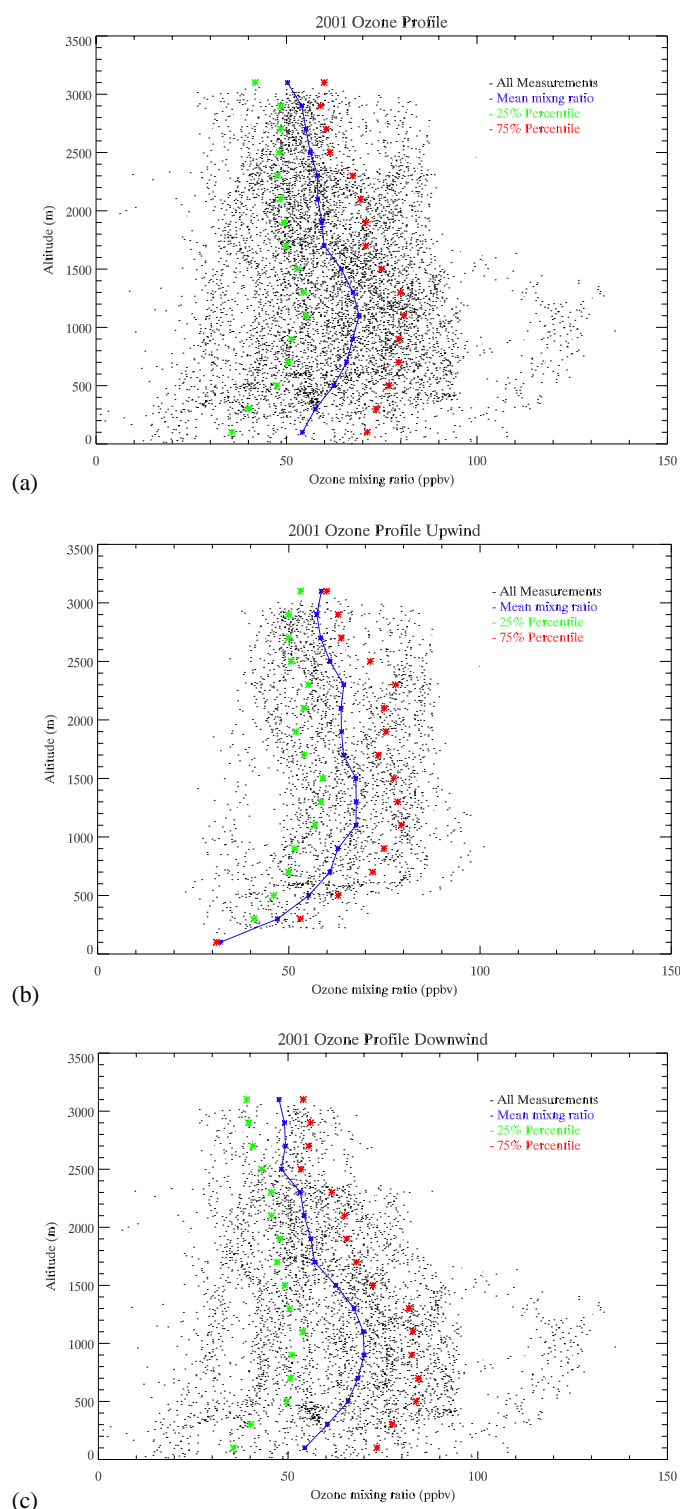 2001 Ozone Profile
3500
3000
2500
2000
1500
1000
500
0
Altitude (m)
- All Measurements
- Mean mixng ratio
- 25% Percentile
- 75% Percentile
0 50 100 150
Ozone mixing ratio (ppbv)
(a)
2001 Ozone Profile Upwind
3500
3000
2500
2000
1500
1000
500
0
Altitude (m)
- All Measurements
- Mean mixng ratio
- 25% Percentile
- 75% Percentile
0 50 100 150
Ozone mixing ratio (ppbv)
(b)
2001 Ozone Profile Downwind
3500
3000
2500
2000
1500
1000
500
0
Altitude (m)
- All Measurements
- Mean mixng ratio
- 25% Percentile
- 75% Percentile
0 50 100 150
Ozone mixing ratio (ppbv)
(c)